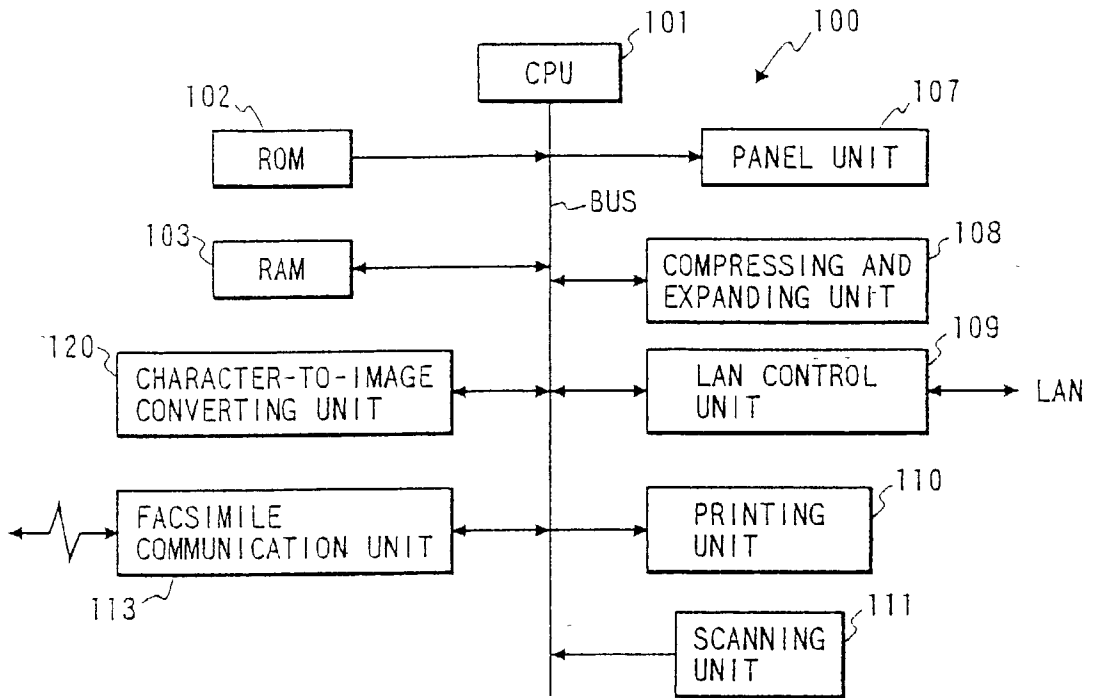 101
100
CPU
102
107
ROM
PANEL UNIT
BUS
103
108
RAM
COMPRESSING AND
EXPANDING UNIT
120
109
CHARACTER-TO-IMAGE
CONVERTING UNIT
LAN CONTROL
UNIT
LAN
110
FACSIMILE
COMMUNICATION UNIT
PRINTING
UNIT
113
111
SCANNING
UNIT